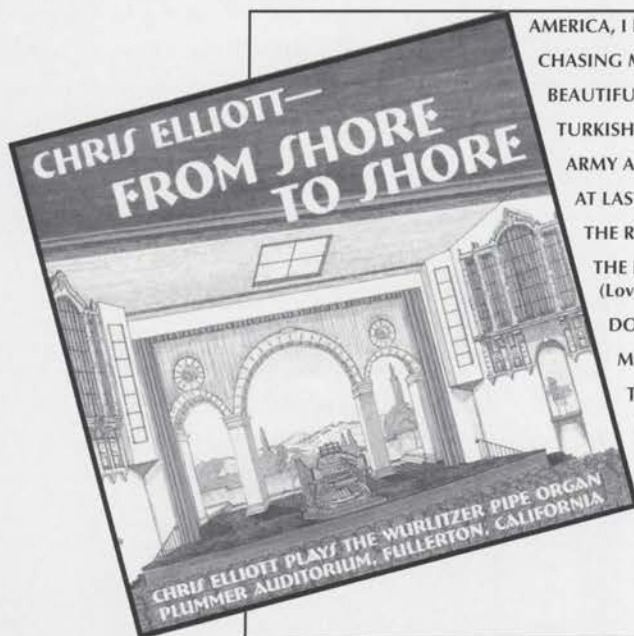 CHRIS ELLIOTT—
FROM SHORE
TO SHORE
CHRIS ELLIOTT PLAYS THE WURLITZER PIPE ORGAN
PLUMMER AUDITORIUM, FULLERTON, CALIFORNIA
AMERICA, I
CHASING
BEAUTIFU
TURKISH
ARMY A
AT LAS
THE R
THE
(Lov
DO
M
T